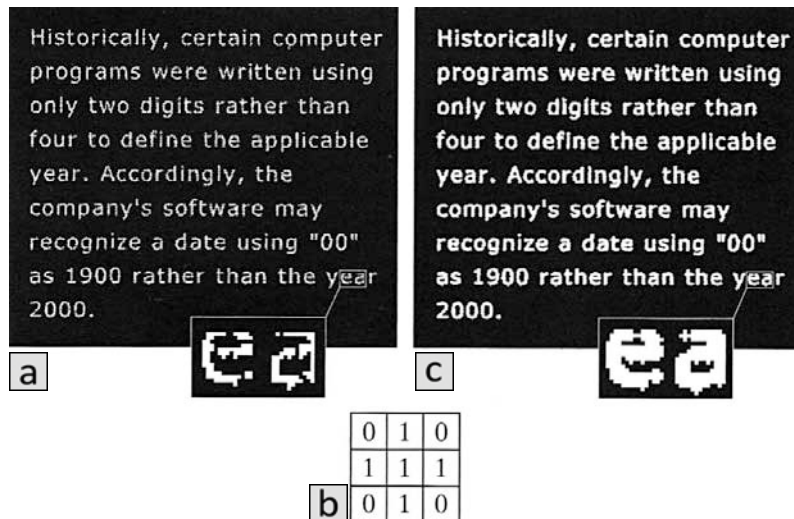 Historically, certain computer
programs were written using
only two digits rather than
four to define the applicable
year. Accordingly, the
company's software may
recognize a date using "00"
as 1900 rather than the year
2000.
ea
a
Historically, certain computer
programs were written using
only two digits rather than
four to define the applicable
year. Accordingly, the
company's software may
recognize a date using "00"
as 1900 rather than the year
2000.
ea
c
0 1 0
1 1 1
0 1 0
b